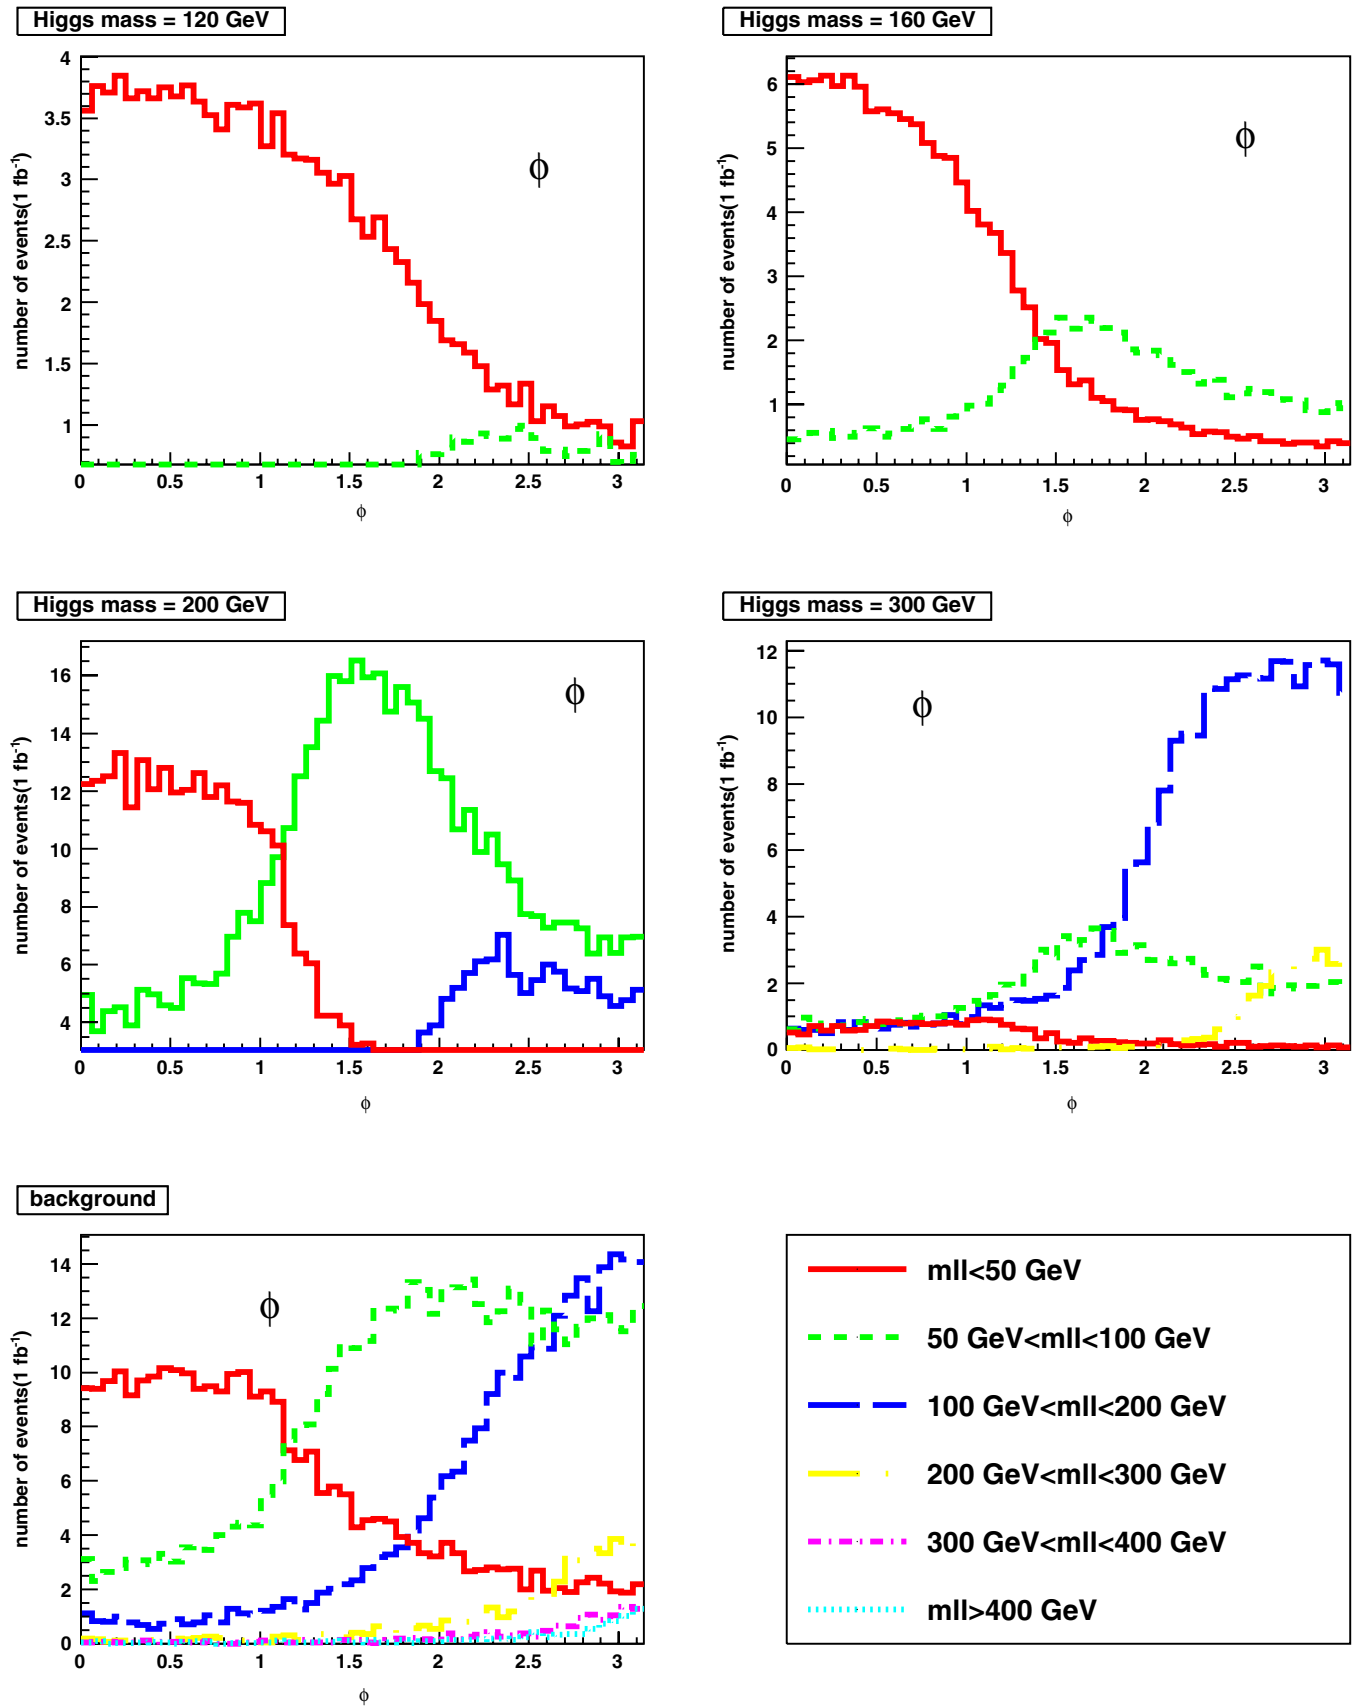 Higgs mass = 120 GeV
number of events(1 fb⁻¹)
4
3.5
3
2.5
2
1.5
1
0 0.5 1 1.5 2 2.5 3
ϕ
ϕ
Higgs mass = 160 GeV
number of events(1 fb⁻¹)
6
5
4
3
2
1
0 0.5 1 1.5 2 2.5 3
ϕ
ϕ
Higgs mass = 200 GeV
number of events(1 fb⁻¹)
16
14
12
10
8
6
4
0 0.5 1 1.5 2 2.5 3
ϕ
ϕ
Higgs mass = 300 GeV
number of events(1 fb⁻¹)
12
10
8
6
4
2
0
0 0.5 1 1.5 2 2.5 3
ϕ
ϕ
background
number of events(1 fb⁻¹)
14
12
10
8
6
4
2
0
0 0.5 1 1.5 2 2.5 3
ϕ
ϕ
mll<50 GeV
50 GeV<mll<100 GeV
100 GeV<mll<200 GeV
200 GeV<mll<300 GeV
300 GeV<mll<400 GeV
mll>400 GeV